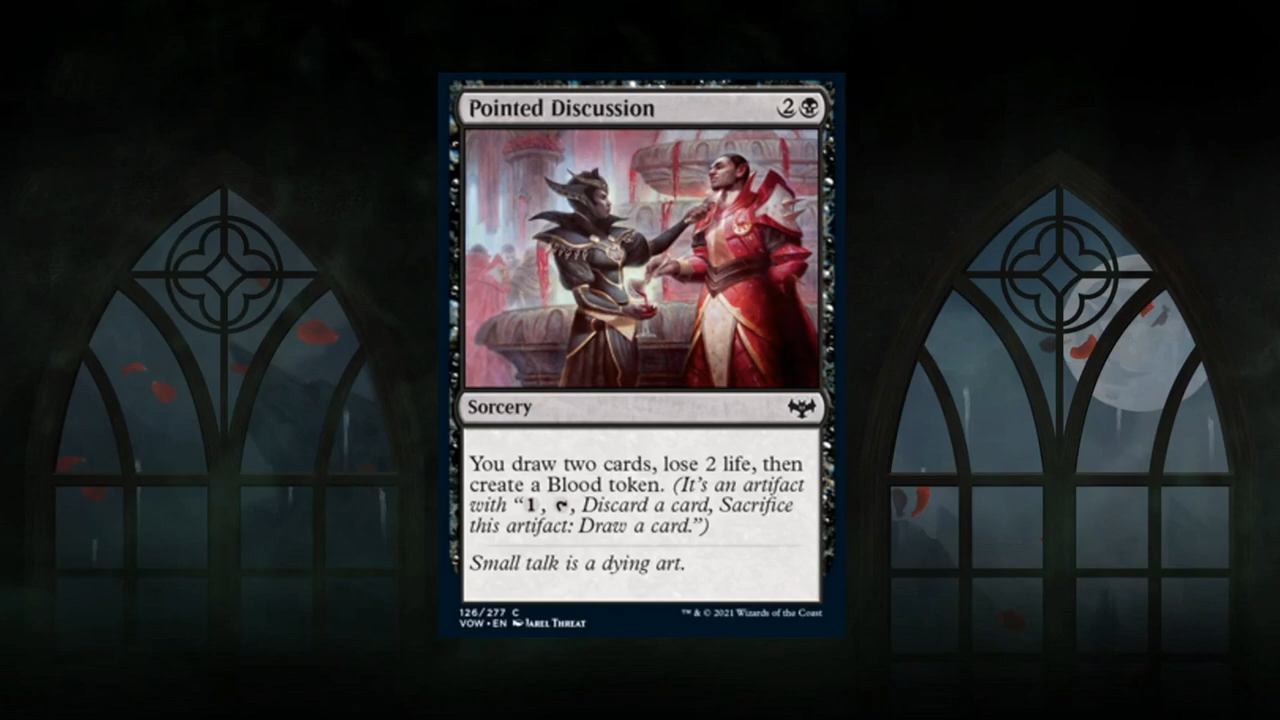 Pointed Discussion 2
Sorcery
You draw two cards, lose 2 life, then
create a Blood token. (It's an artifact
with “1, , Discard a card, Sacrifice
this artifact: Draw a card.”)
Small talk is a dying art.
126/277 C
™ & © 2021 Wizards of the Coast
VOW • EN JAREL THREAT